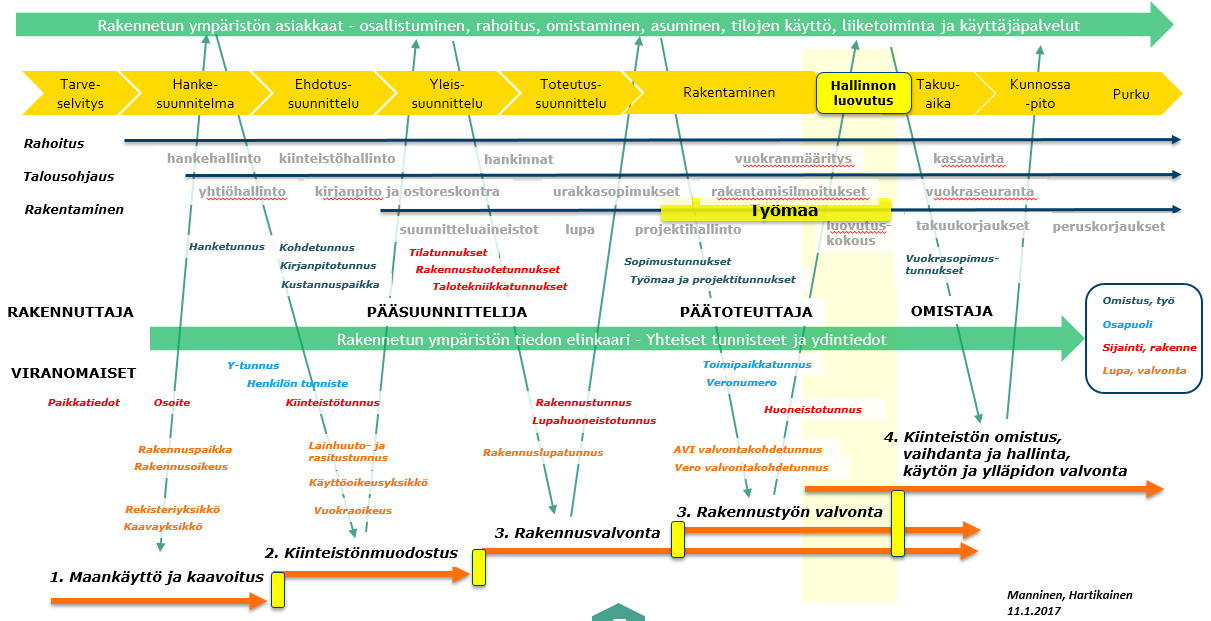 Rakennetun ympäristön asiakkaat – osallistuminen, rahoitus, omistaminen, asuminen, tilojen käyttö, liiketoiminta ja käyttäjäpalvelut
Tarve-
selvitys
Hanke-
suunnitelma
Ehdotus-
suunnittelu
Yleis-
suunnittelu
Toteutus-
suunnittelu
Rakentaminen
Hallinnon
luovutus
Takuu-
aika
Kunnossa
-pito
Purku
Rahoitus
hankehallinto
kiinteistöhallinto
hankinnat
vuokranmääritys
kassavirta
Talousohjaus
yhtiöhallinto
kirjanpito ja ostoreskontra
urakkasopimukset
rakentamisilmoitukset
vuokraseuranta
Rakentaminen
Työmaa
suunnitteluaineistot
lupa
projektihallinto
luovutus-
kokous
takuukorjaukset
peruskorjaukset
Hanketunnus
Kohdetunnus
Kirjanpitotunnus
Kustannuspaikka
Tilatunnukset
Rakennustuotetunnukset
Talotekniikkatunnukset
Sopimustunnukset
Työmaa ja projektitunnukset
Vuokrasopimus-
tunnukset
RAKENNUTTAJA
PÄÄSUUNNITTELIJA
PÄÄTOTEUTTAJA
OMISTAJA
Omistus, työ
Osapuoli
Sijainti, rakenne
Lupa, valvonta
Rakennetun ympäristön tiedon elinkaari - Yhteiset tunnisteet ja ydintiedot
VIRANOMAISET
Y-tunnus
Henkilön tunniste
Toimipaikkatunnus
Veronumero
Paikkatiedot
Osoite
Kiinteistötunnus
Rakennustunnus
Lupahuoneistotunnus
Huoneistotunnus
Rakennuspaikka
Rakennusoikeus
Lainhuuto- ja
rasitustunnus
Käyttöoikeusyksikkö
Vuokraoikeus
Rakennuslupatunnus
AVI valvontakohdetunnus
Vero valvontakohdetunnus
4. Kiinteistön omistus,
vaihdanta ja hallinta,
käytön ja ylläpidon valvonta
Rekisteriyksikkö
Kaavayksikkö
3. Rakennustyön valvonta
3. Rakennusvalvonta
2. Kiinteistönmuodostus
1. Maankäyttö ja kaavoitus
Manninen, Hartikainen
11.1.2017